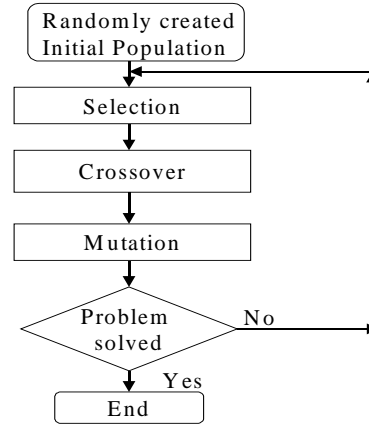 Randomly created
Initial Population
Selection
Crossover
Mutation
Problem
solved
No
Yes
End